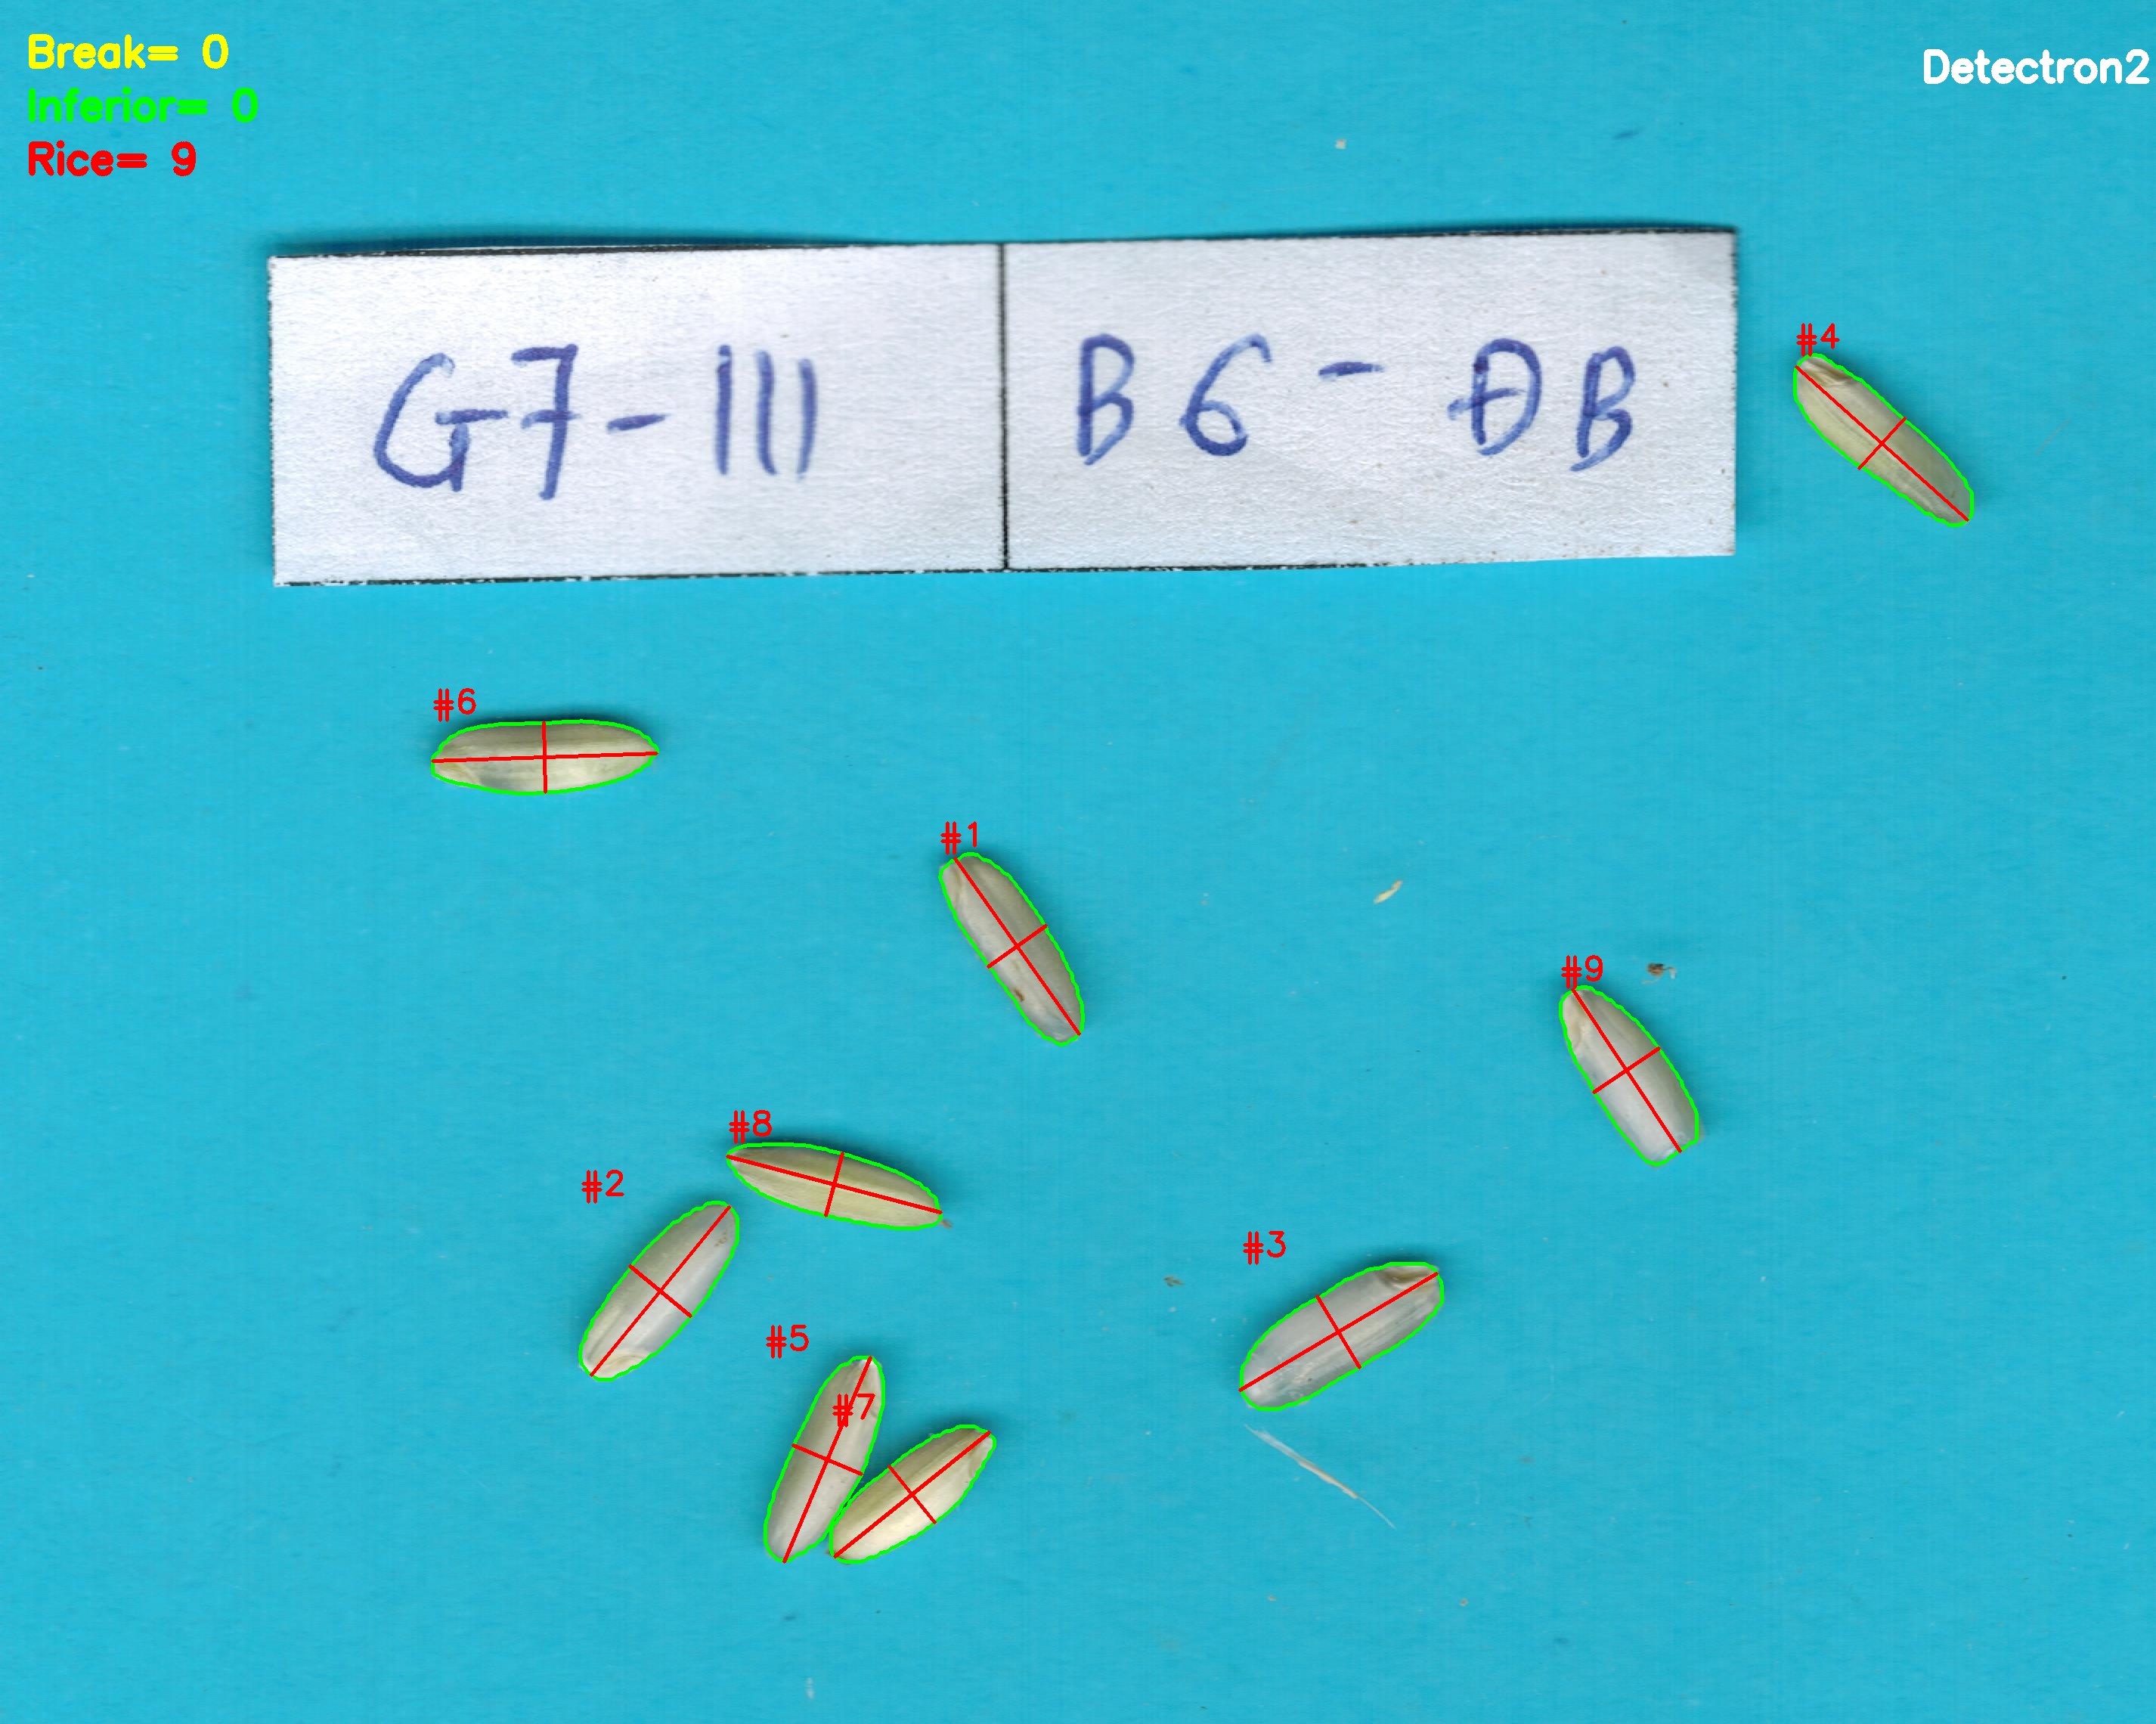 Break= 0
Detectron2
Inferior= 0
Rice= 9
G7-III
B6-ĐB
#4
#6
#1
#9
#8
#2
#3
#5
#7